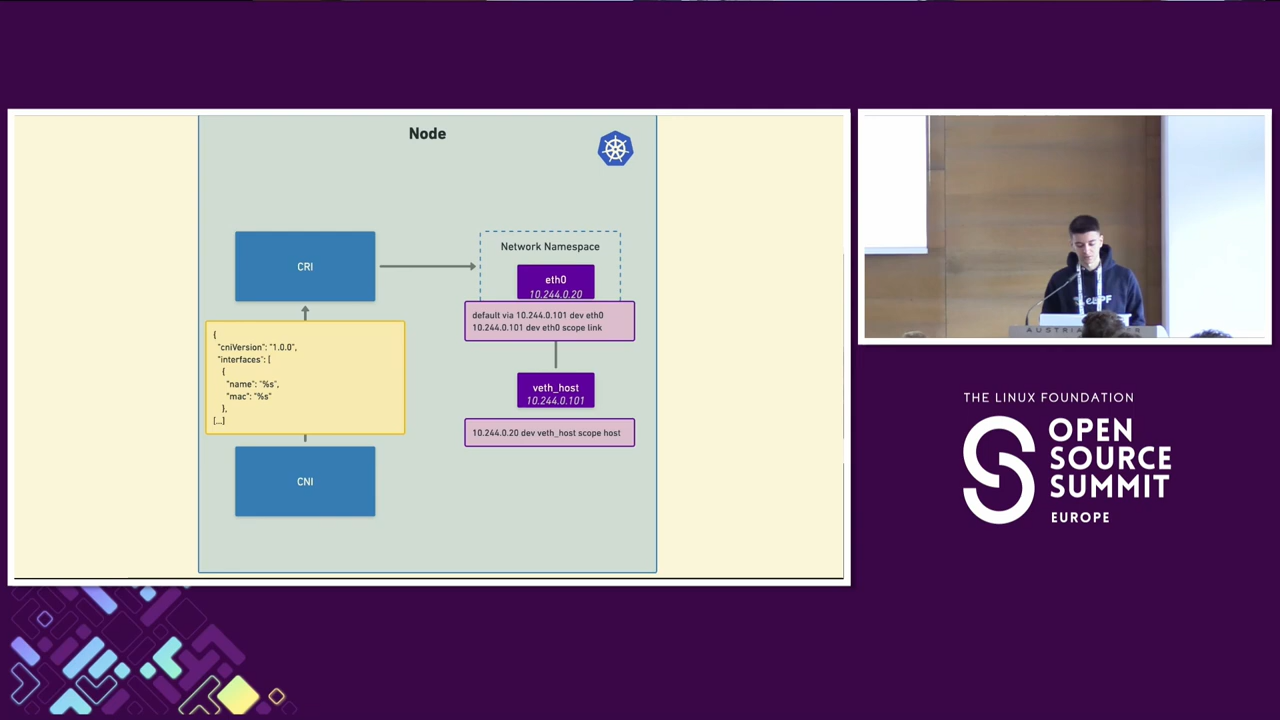 Node
CRI
Network Namespace
eth0
10.244.0.20
default via 10.244.0.101 dev eth0
10.244.0.101 dev eth0 scope link
{
"cniVersion": "1.0.0",
"interfaces": [
{
"name": "%s",
"mac": "%s"
},
[...]
veth_host
10.244.0.101
10.244.0.20 dev veth_host scope host
CNI
THE LINUX FOUNDATION
OPEN
SOURCE
SUMMIT
EUROPE